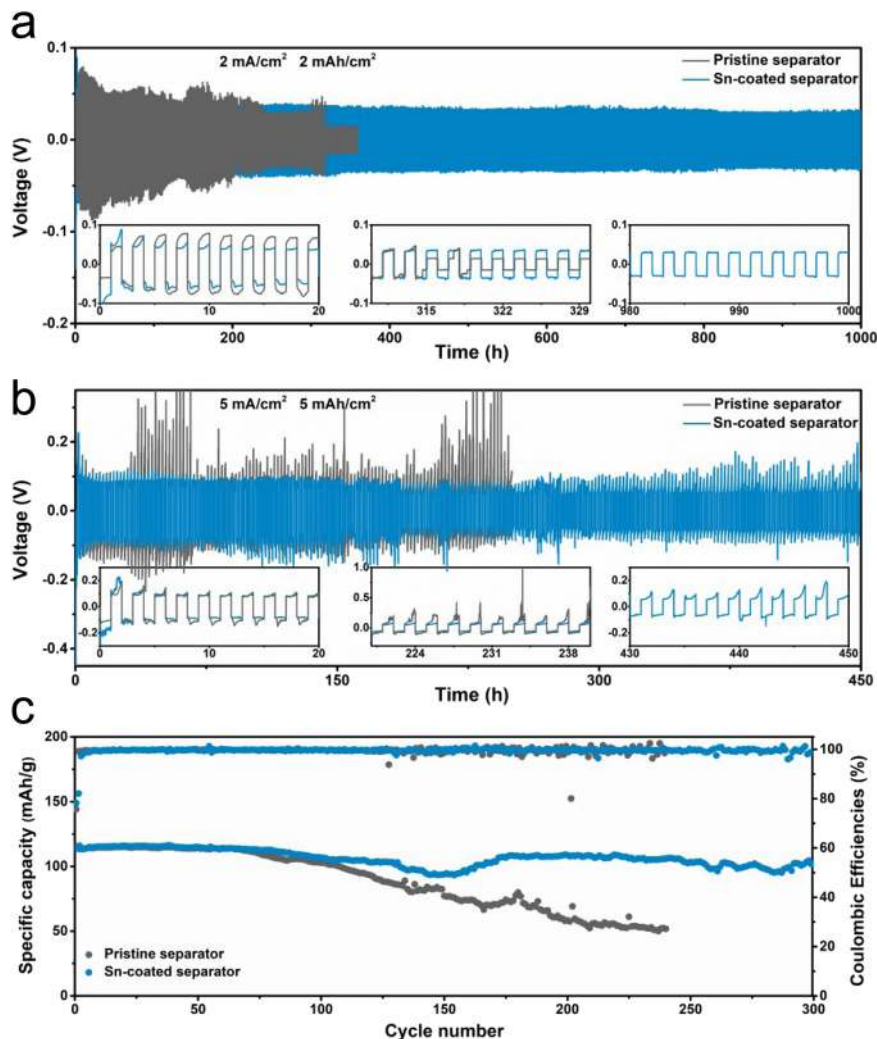 a
0.1
0.0
-0.1
-0.2
Voltage (V)
2 mA/cm² 2 mAh/cm²
Pristine separator
Sn-coated separator
0.1
0.0
-0.1
0 10 20
0.1
0.0
-0.1
315 322 329
0.1
0.0
-0.1
980 990 1000
0 200 400 600 800 1000
Time (h)
b
0.2
0.0
-0.2
-0.4
Voltage (V)
5 mA/cm² 5 mAh/cm²
Pristine separator
Sn-coated separator
0.2
0.0
-0.2
0 10 20
1.0
0.5
0.0
224 231 238
0.2
0.0
-0.2
430 440 450
0 150 300 450
Time (h)
c
200
150
100
50
0
Specific capacity (mAh/g)
Pristine separator
Sn-coated separator
100
80
60
40
20
0
Coulombic Efficiencies (%)
0 50 100 150 200 250 300
Cycle number